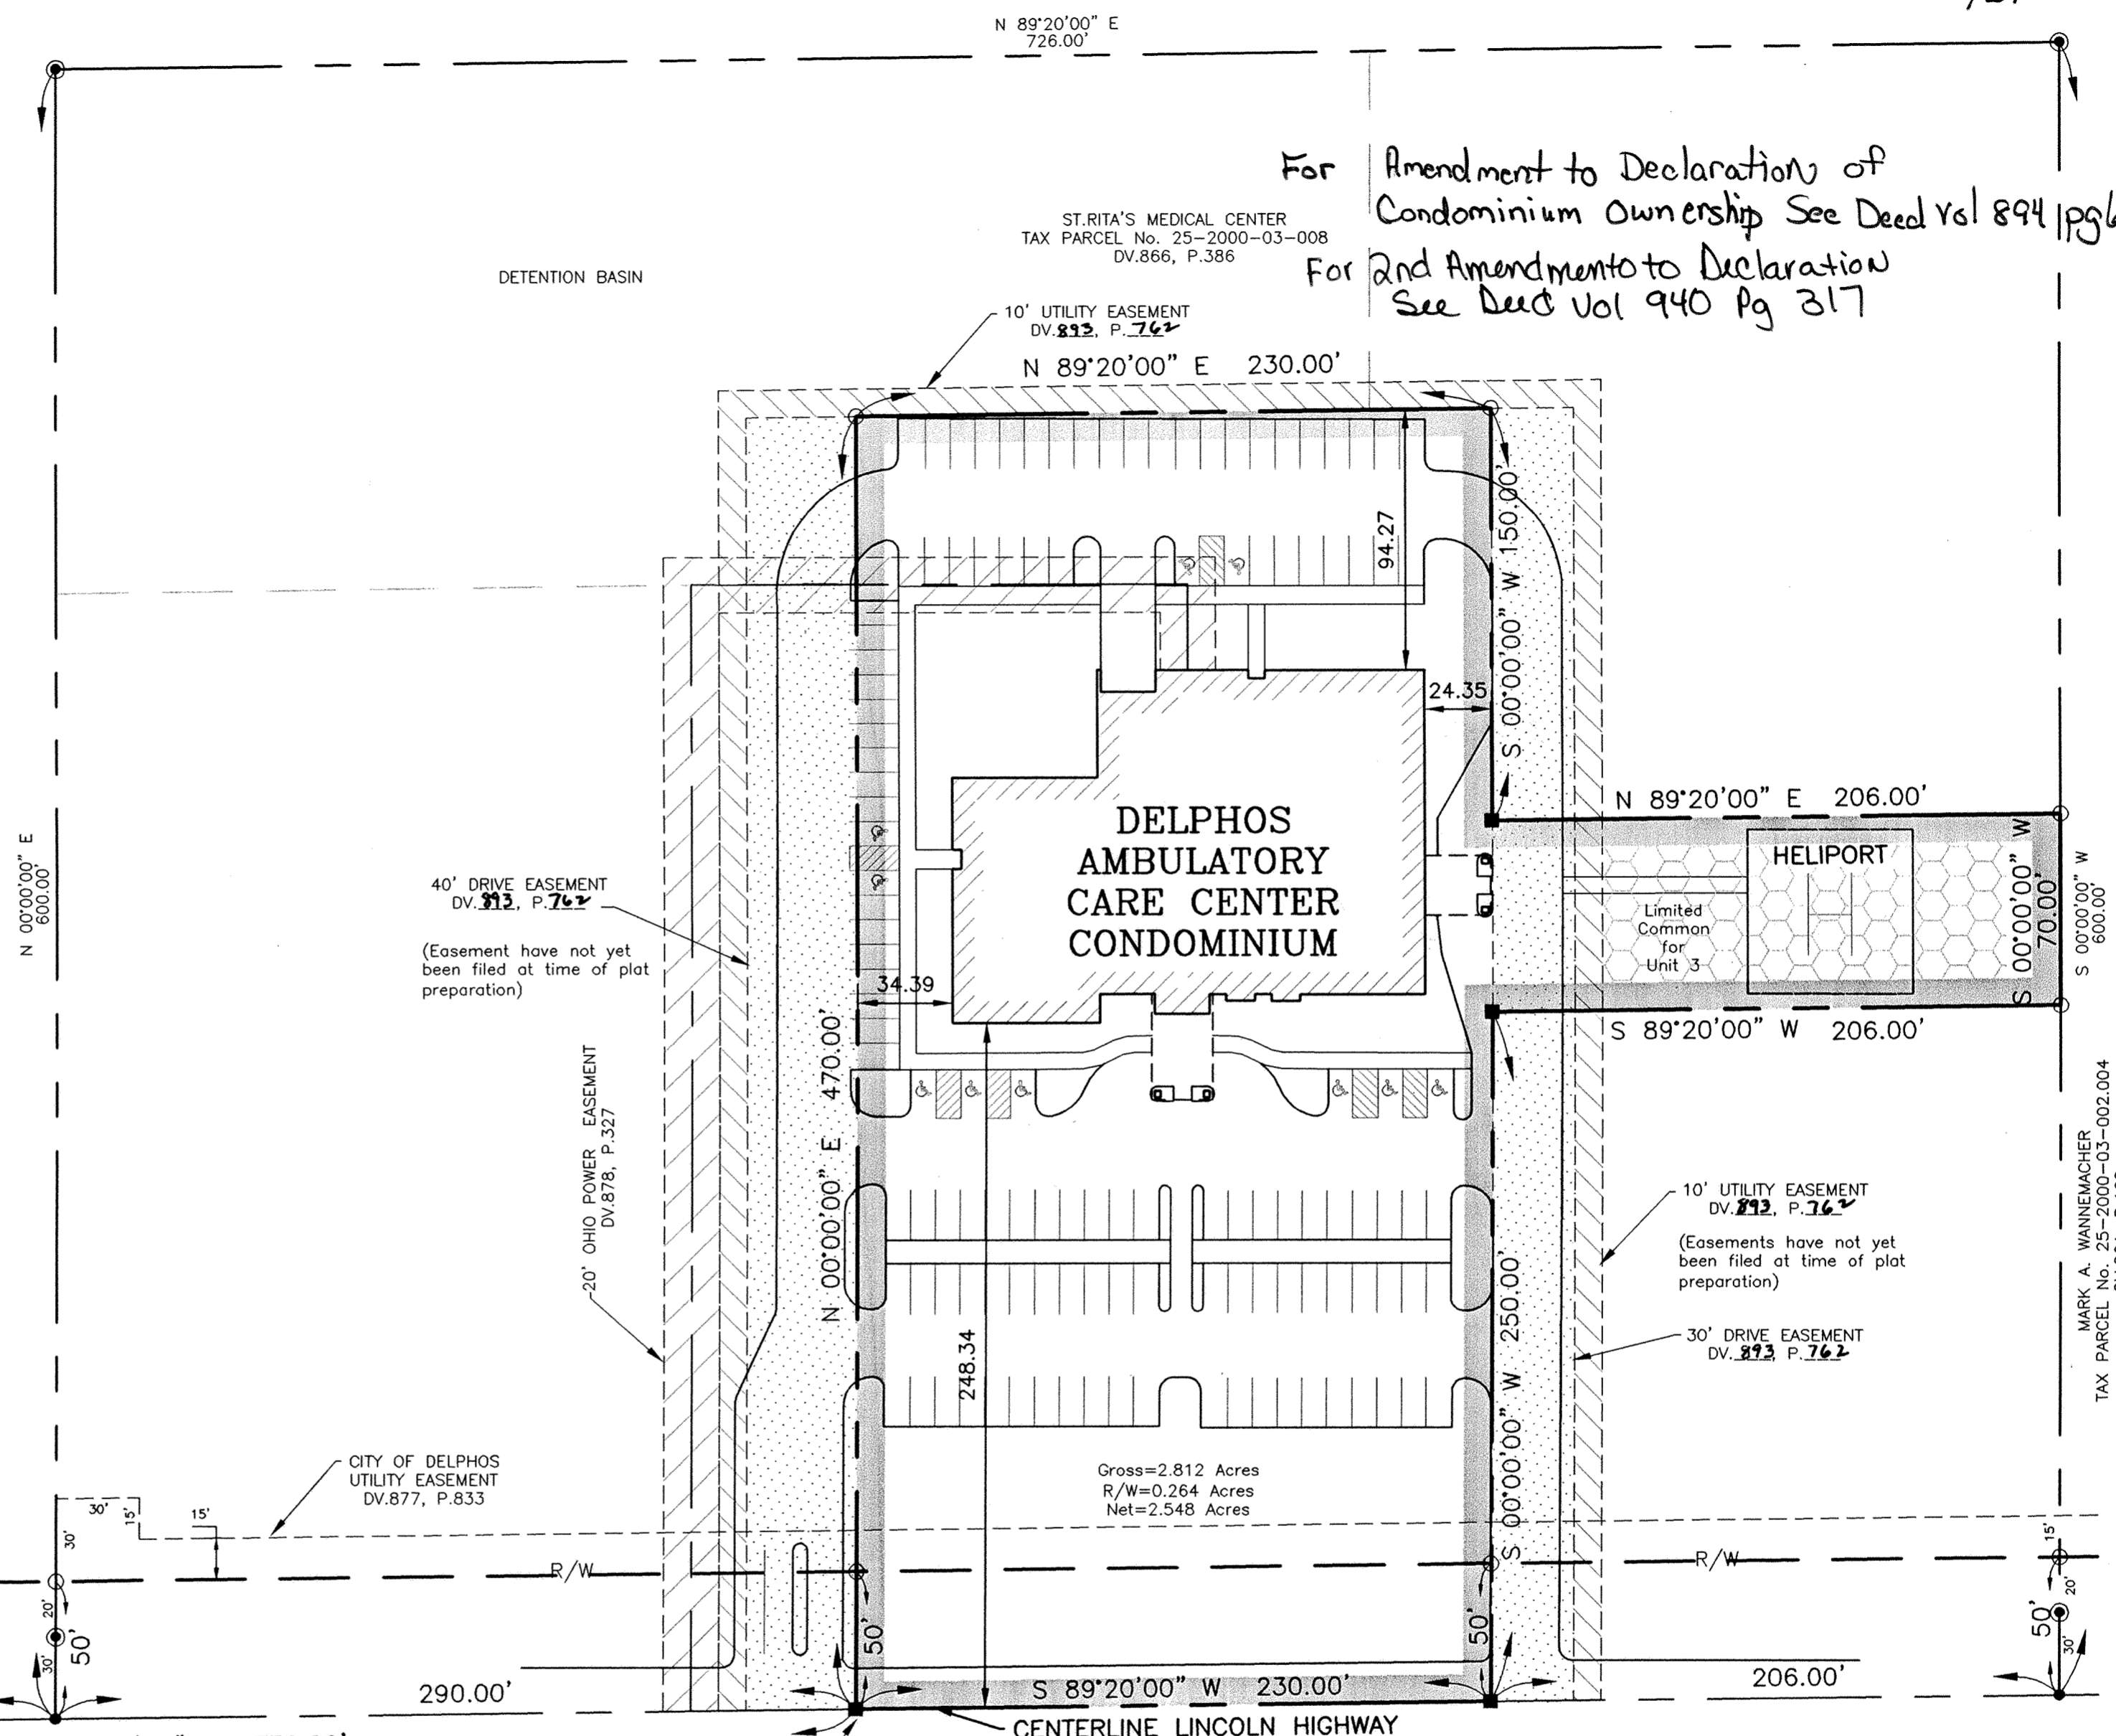 N 89°20'00" E
726.00'
For Amendment to Declaration of
Condominium Ownership See Deed Vol 894 pg
For 2nd Amendment to Declaration
See Deed Vol 940 Pg 317
ST.RITA'S MEDICAL CENTER
TAX PARCEL No. 25-2000-03-008
DV.866, P.386
DETENTION BASIN
10' UTILITY EASEMENT
DV.893, P.762
N 89°20'00" E 230.00'
S 00°00'00" W 150.00'
94.27
24.35
N 89°20'00" E 206.00'
HELIPORT
H
Limited
Common
for
Unit 3
S 00°00'00" W
70.00'
S 00°00'00" W
600.00'
S 89°20'00" W 206.00'
DELPHOS
AMBULATORY
CARE CENTER
CONDOMINIUM
N 00°00'00" E
600.00'
40' DRIVE EASEMENT
DV.893, P.762
(Easement have not yet
been filed at time of plat
preparation)
34.39
N 00°00'00" E 470.00'
20' OHIO POWER EASEMENT
DV.878, P.327
MARK A. WANNEMACHER
TAX PARCEL No. 25-2000-03-002.004
10' UTILITY EASEMENT
DV.893, P.762
(Easements have not yet
been filed at time of plat
preparation)
30' DRIVE EASEMENT
DV.893, P.762
248.34
S 00°00'00" W 250.00'
CITY OF DELPHOS
UTILITY EASEMENT
DV.877, P.833
Gross=2.812 Acres
R/W=0.264 Acres
Net=2.548 Acres
30'
15'
15'
30'
15'
R/W
R/W
20'
50'
30'
50'
50'
20'
50'
30'
290.00'
S 89°20'00" W 230.00'
206.00'
CENTERLINE LINCOLN HIGHWAY